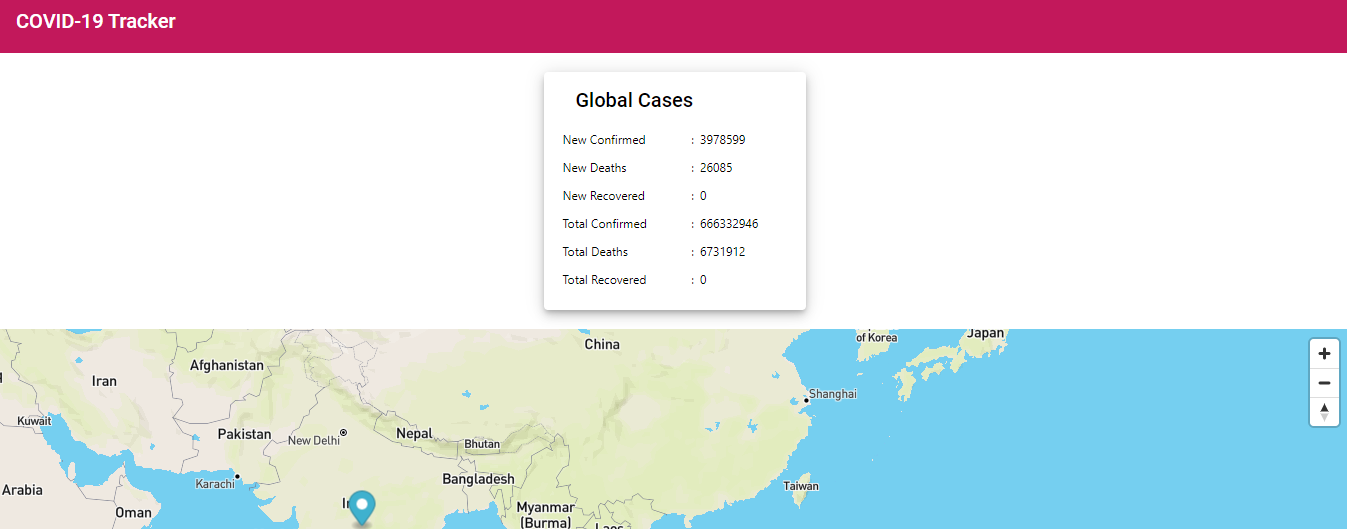 COVID-19 Tracker
Global Cases
New Confirmed : 3978599
New Deaths : 26085
New Recovered : 0
Total Confirmed : 666332946
Total Deaths : 6731912
Total Recovered : 0
China
of Korea
Japan
Afghanistan
Iran
Shanghai
Kuwait
Pakistan
New Delhi
Nepal
Bhutan
Karachi
Bangladesh
Taiwan
Arabia
Oman
Myanmar
(Burma)
Laos